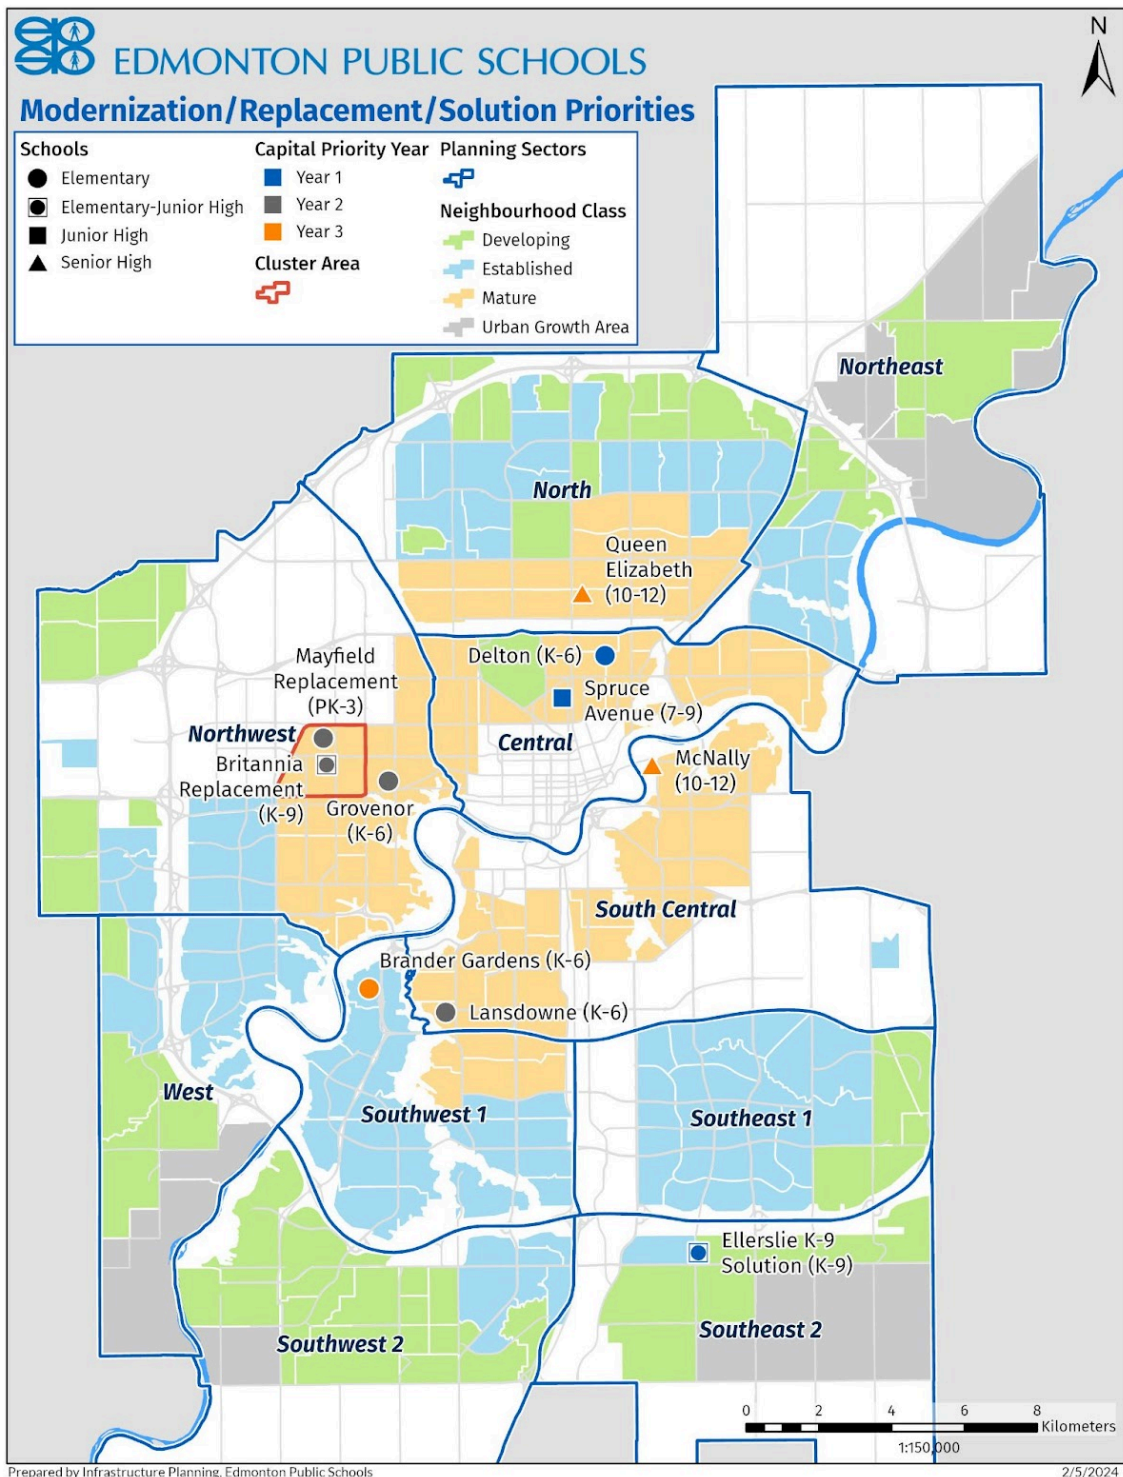 EDMONTON PUBLIC SCHOOLS
Modernization/Replacement/Solution Priorities
N
Schools
Elementary
Elementary-Junior High
Junior High
Senior High
Capital Priority Year
Year 1
Year 2
Year 3
Cluster Area
Planning Sectors
Neighbourhood Class
Developing
Established
Mature
Urban Growth Area
Northeast
North
Queen
Elizabeth
(10-12)
Delton (K-6)
Mayfield
Replacement
(PK-3)
Spruce
Avenue (7-9)
Northwest
Central
Britannia
Replacement
(K-9)
McNally
(10-12)
Grovenor
(K-6)
South Central
Brander Gardens (K-6)
Lansdowne (K-6)
West
Southwest 1
Southeast 1
Ellerslie K-9
Solution (K-9)
Southwest 2
Southeast 2
0 2 4 6 8
Kilometers
1:150,000
Prepared by Infrastructure Planning, Edmonton Public Schools
2/5/2024